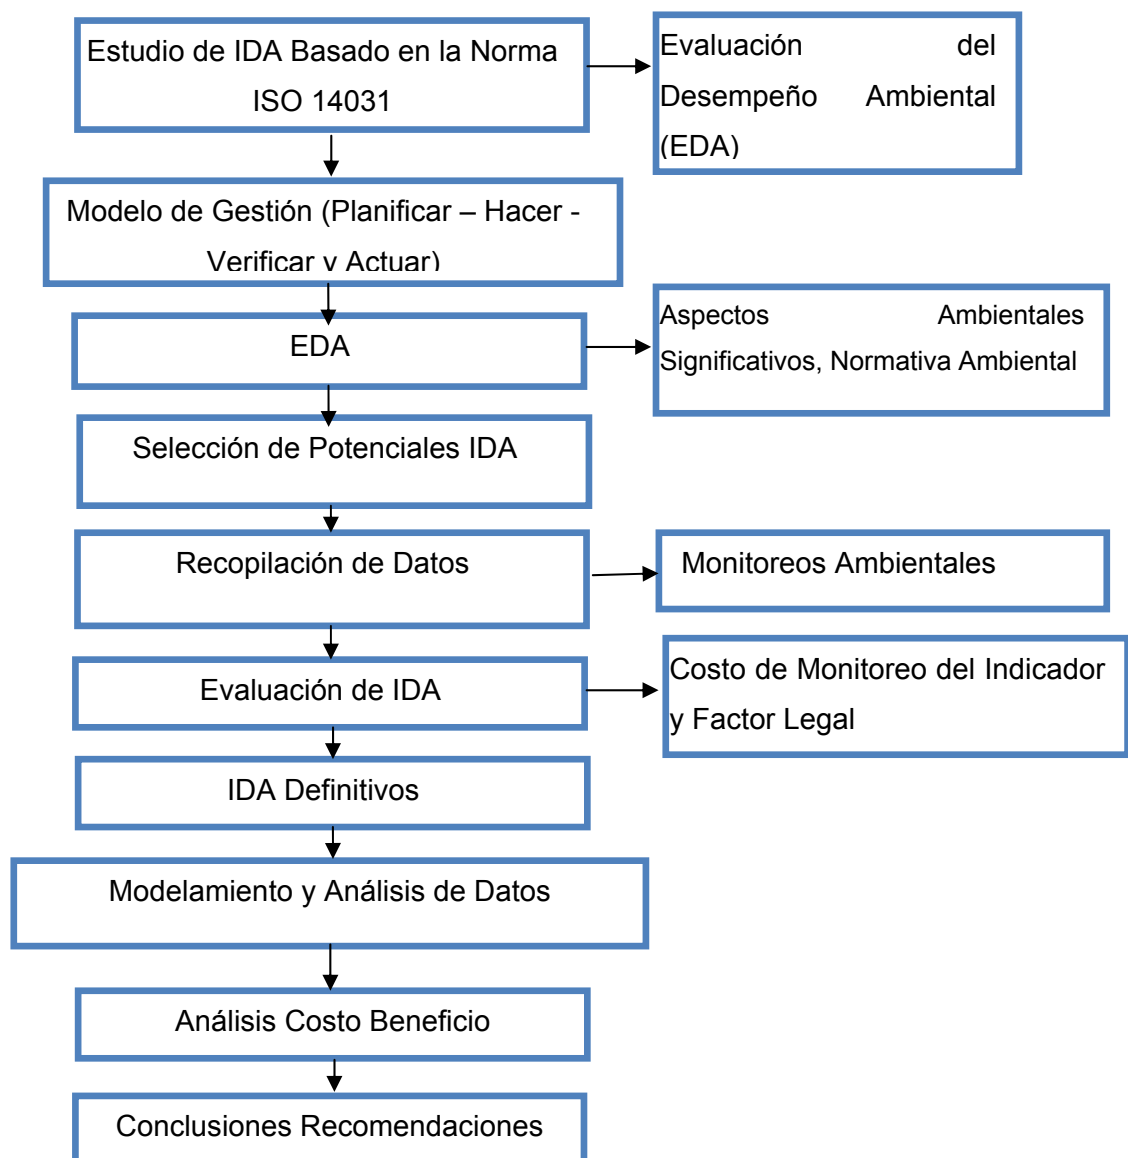 Estudio de IDA Basado en la Norma
ISO 14031
Evaluación del
Desempeño Ambiental
(EDA)
Modelo de Gestión (Planificar – Hacer -
Verificar y Actuar)
EDA
Aspectos Ambientales
Significativos, Normativa Ambiental
Selección de Potenciales IDA
Recopilación de Datos
Monitoreos Ambientales
Evaluación de IDA
Costo de Monitoreo del Indicador
y Factor Legal
IDA Definitivos
Modelamiento y Análisis de Datos
Análisis Costo Beneficio
Conclusiones Recomendaciones